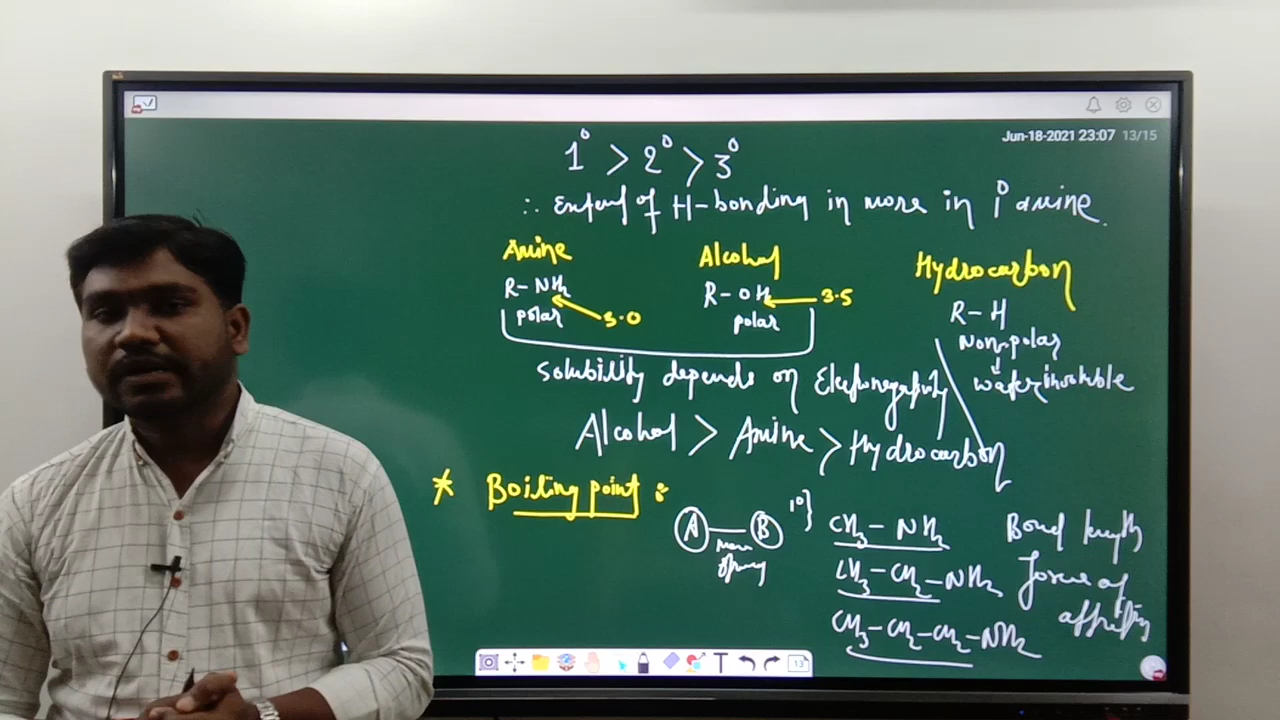 Jun-18-2021 23:07 13/15
1° > 2° > 3°
∴ Extent of H-bonding in more in 1° amine.
Amine
R- NH₂
polar
3.0
Alcohol
R- OH
polar
3.5
Hydrocarbon
R- H
Non-polar
↓
water insoluble
Solubility depends on Electronegativity
Alcohol > Amine > Hydrocarbon
* Boiling point :
A — B
1°}
CH₃- NH₂
CH₃-CH₂-NH₂
CH₃-CH₂-CH₂-NH₂
Bond length
force of
13